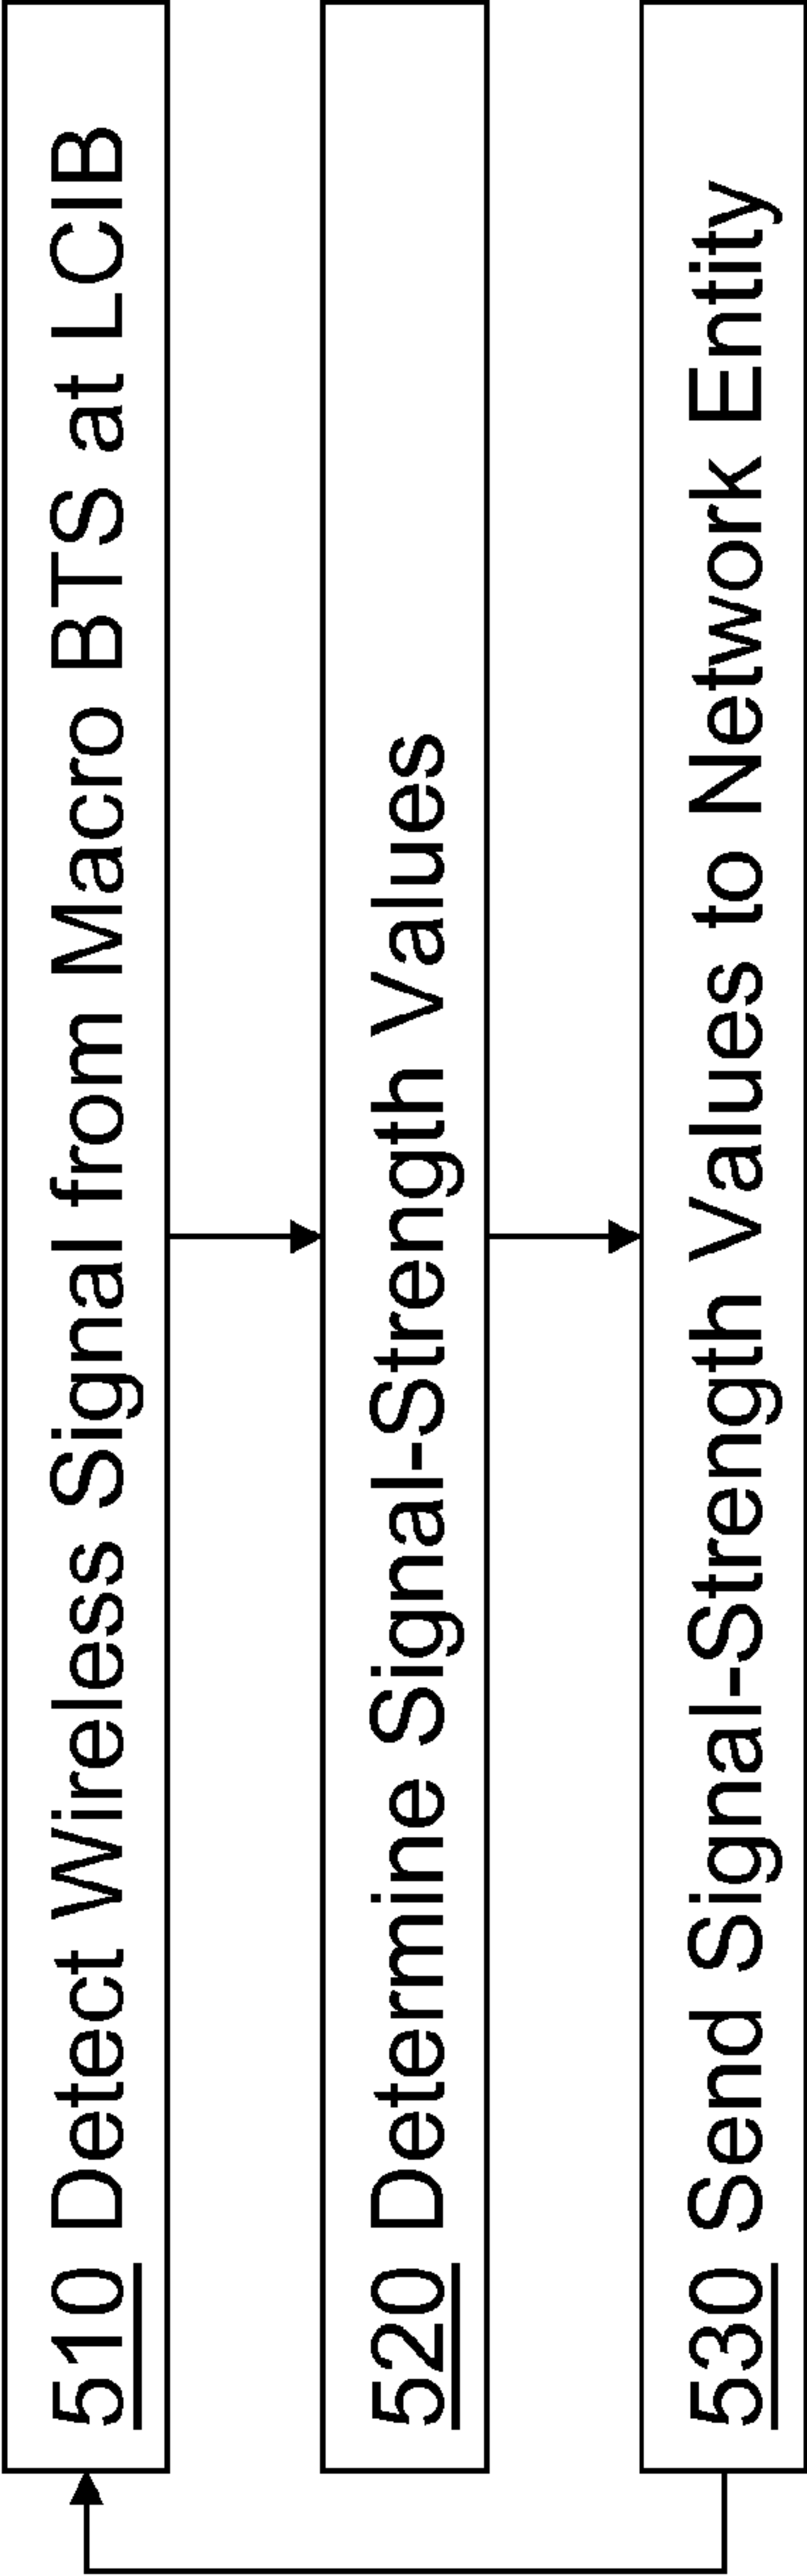 510 Detect Wireless Signal from Macro BTS at LCIB
520 Determine Signal-Strength Values
530 Send Signal-Strength Values to Network Entity